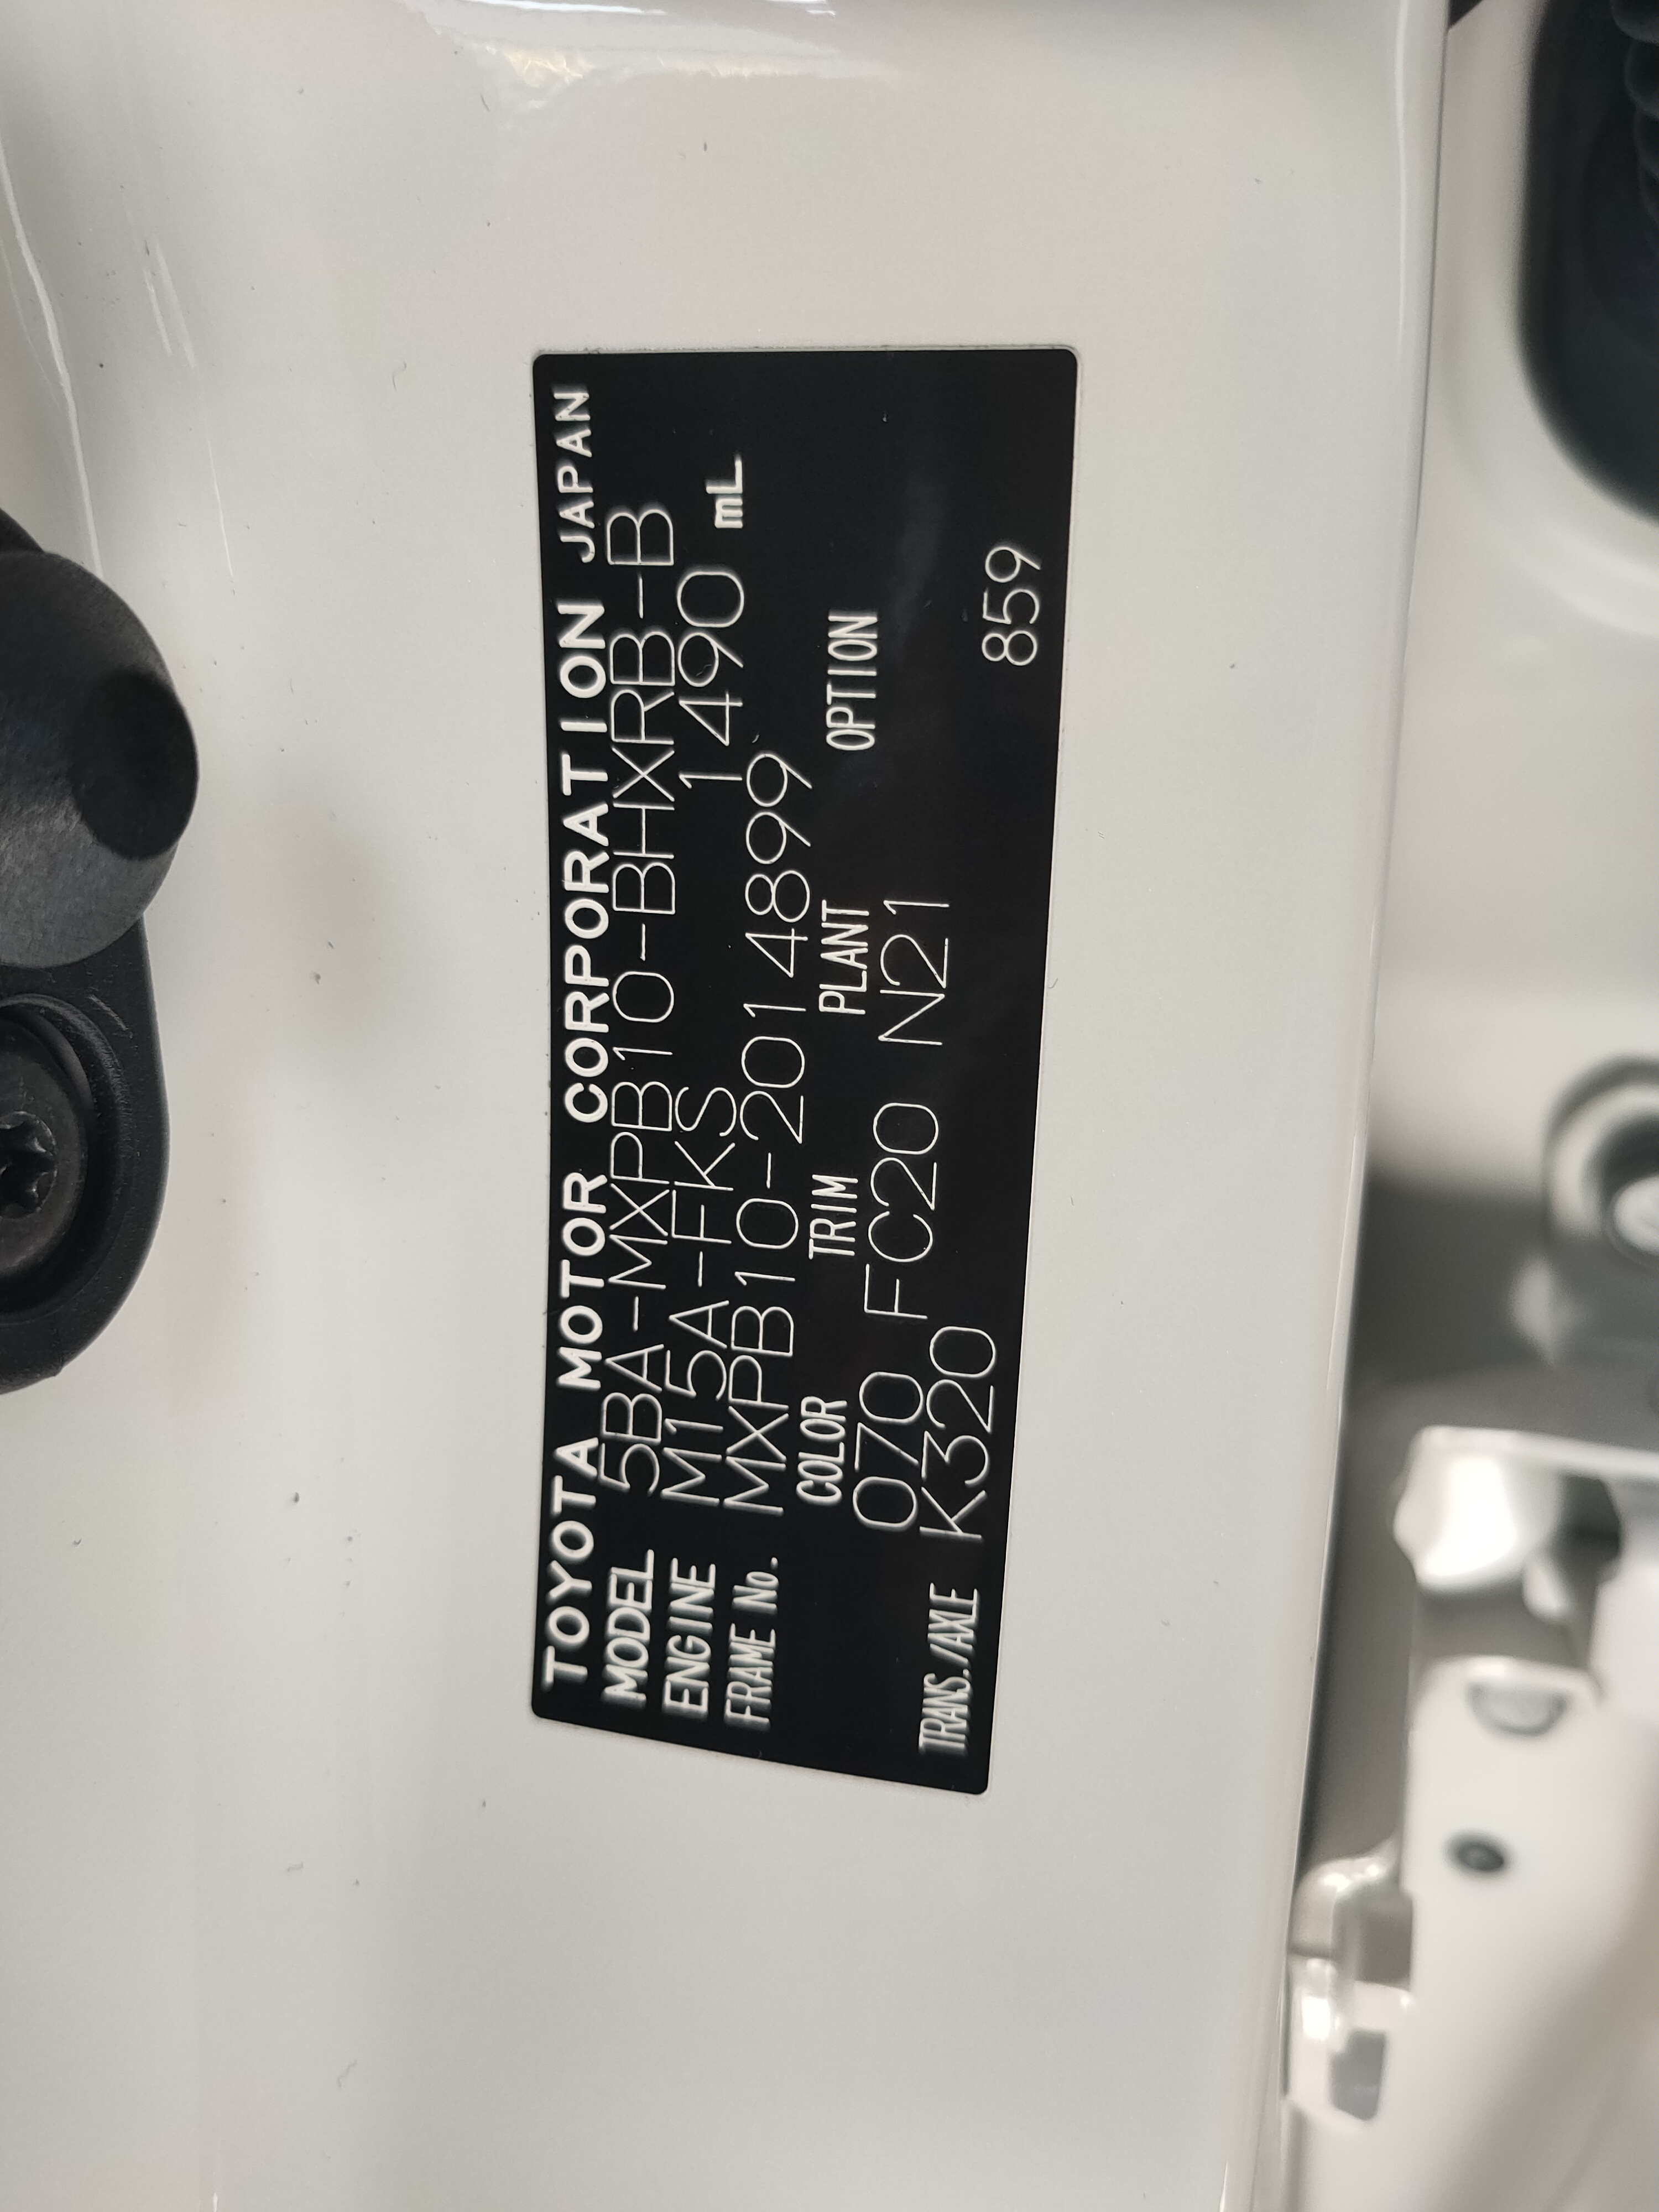 TOYOTA MOTOR CORPORATION JAPAN
MODEL 5BA-MXPB10-BHXRB-B
ENGINE M15A-FKS 1490 mL
FRAME No. MXPB10-2014899
COLOR TRIM PLANT OPTION
070 FC20 N21
TRANS./AXLE K320 859